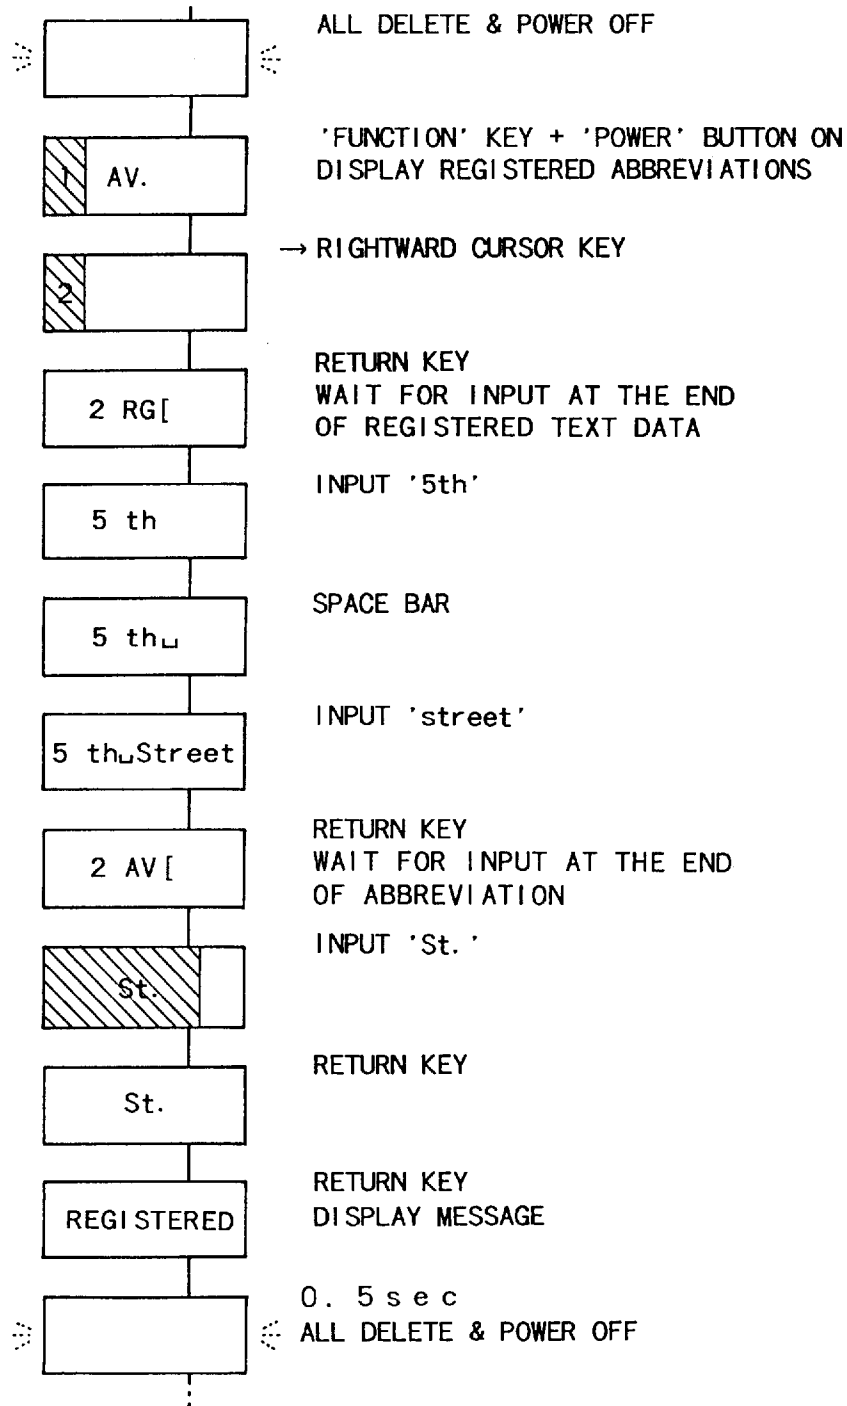 ALL DELETE & POWER OFF
'FUNCTION' KEY + 'POWER' BUTTON ON
1 AV. DISPLAY REGISTERED ABBREVIATIONS
→ RIGHTWARD CURSOR KEY
2
RETURN KEY
2 RG[ WAIT FOR INPUT AT THE END
OF REGISTERED TEXT DATA
INPUT '5th'
5 th
SPACE BAR
5 th␣
INPUT 'street'
5 th␣Street
RETURN KEY
2 AV[ WAIT FOR INPUT AT THE END
OF ABBREVIATION
INPUT 'St.'
St.
RETURN KEY
St.
RETURN KEY
REGISTERED DISPLAY MESSAGE
0. 5sec
ALL DELETE & POWER OFF